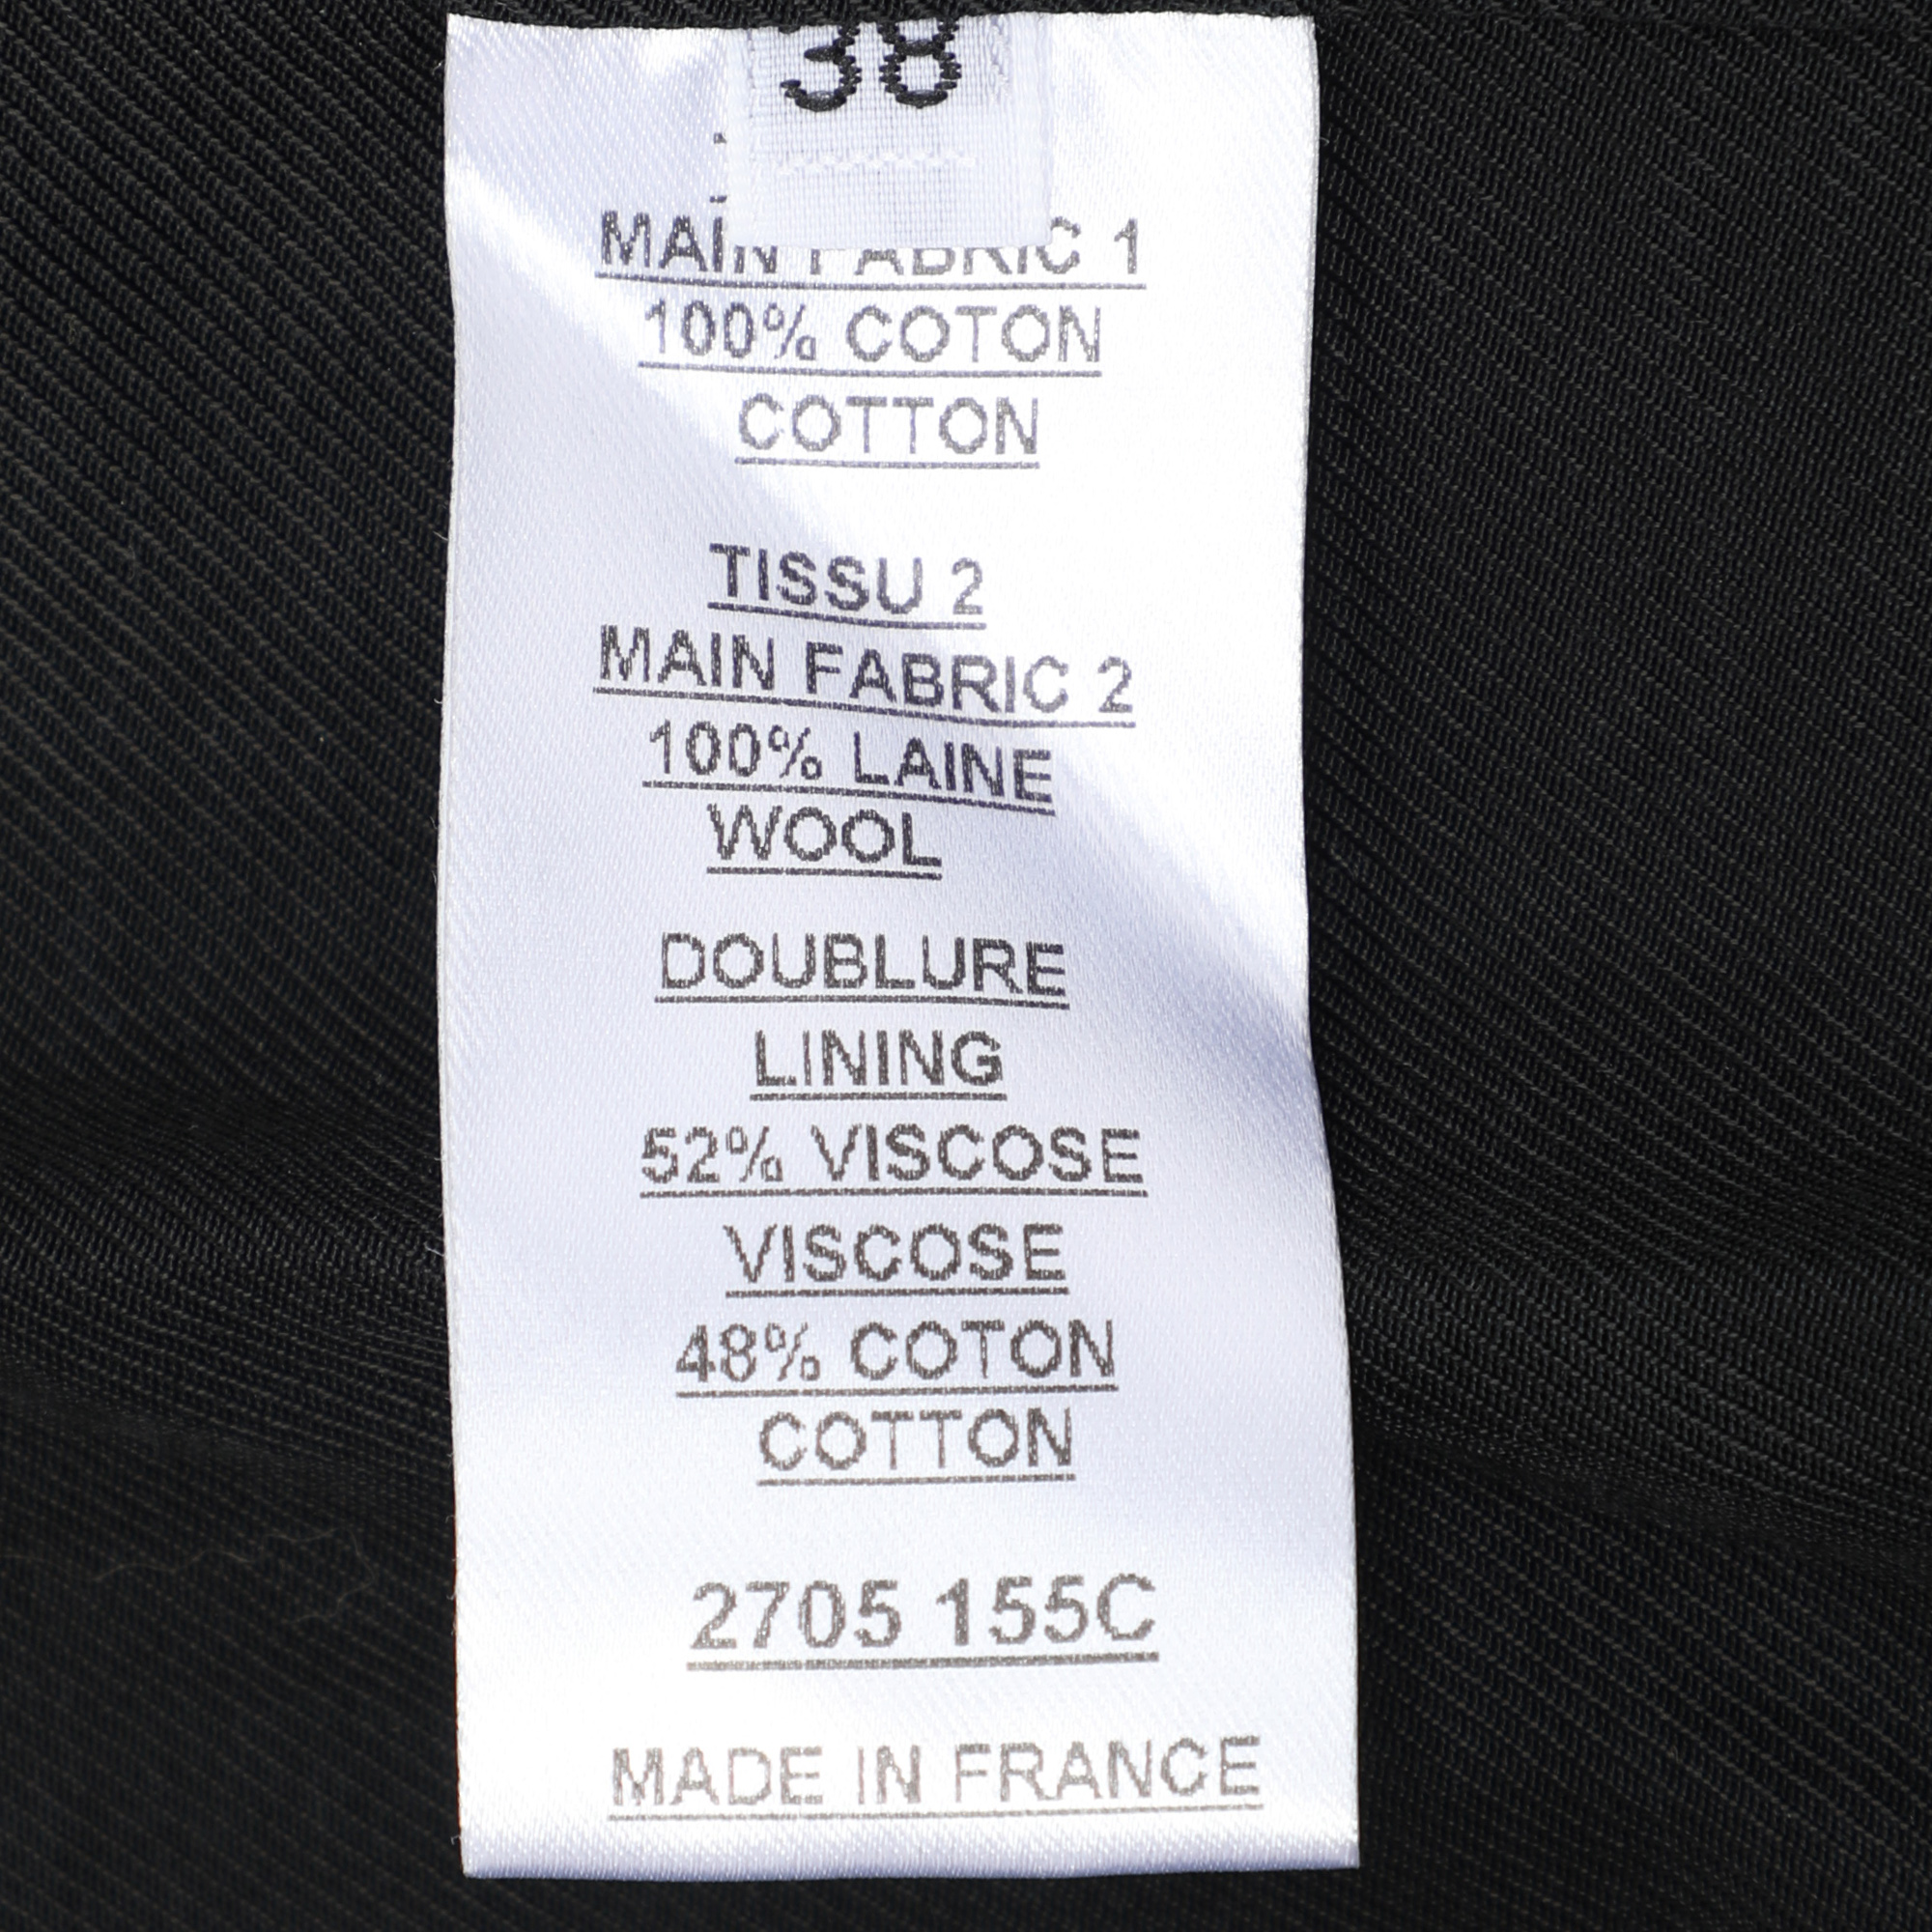 38
MAIN FABRIC 1
100% COTON
COTTON
TISSU 2
MAIN FABRIC 2
100% LAINE
WOOL
DOUBLURE
LINING
52% VISCOSE
VISCOSE
48% COTON
COTTON
2705 155C
MADE IN FRANCE